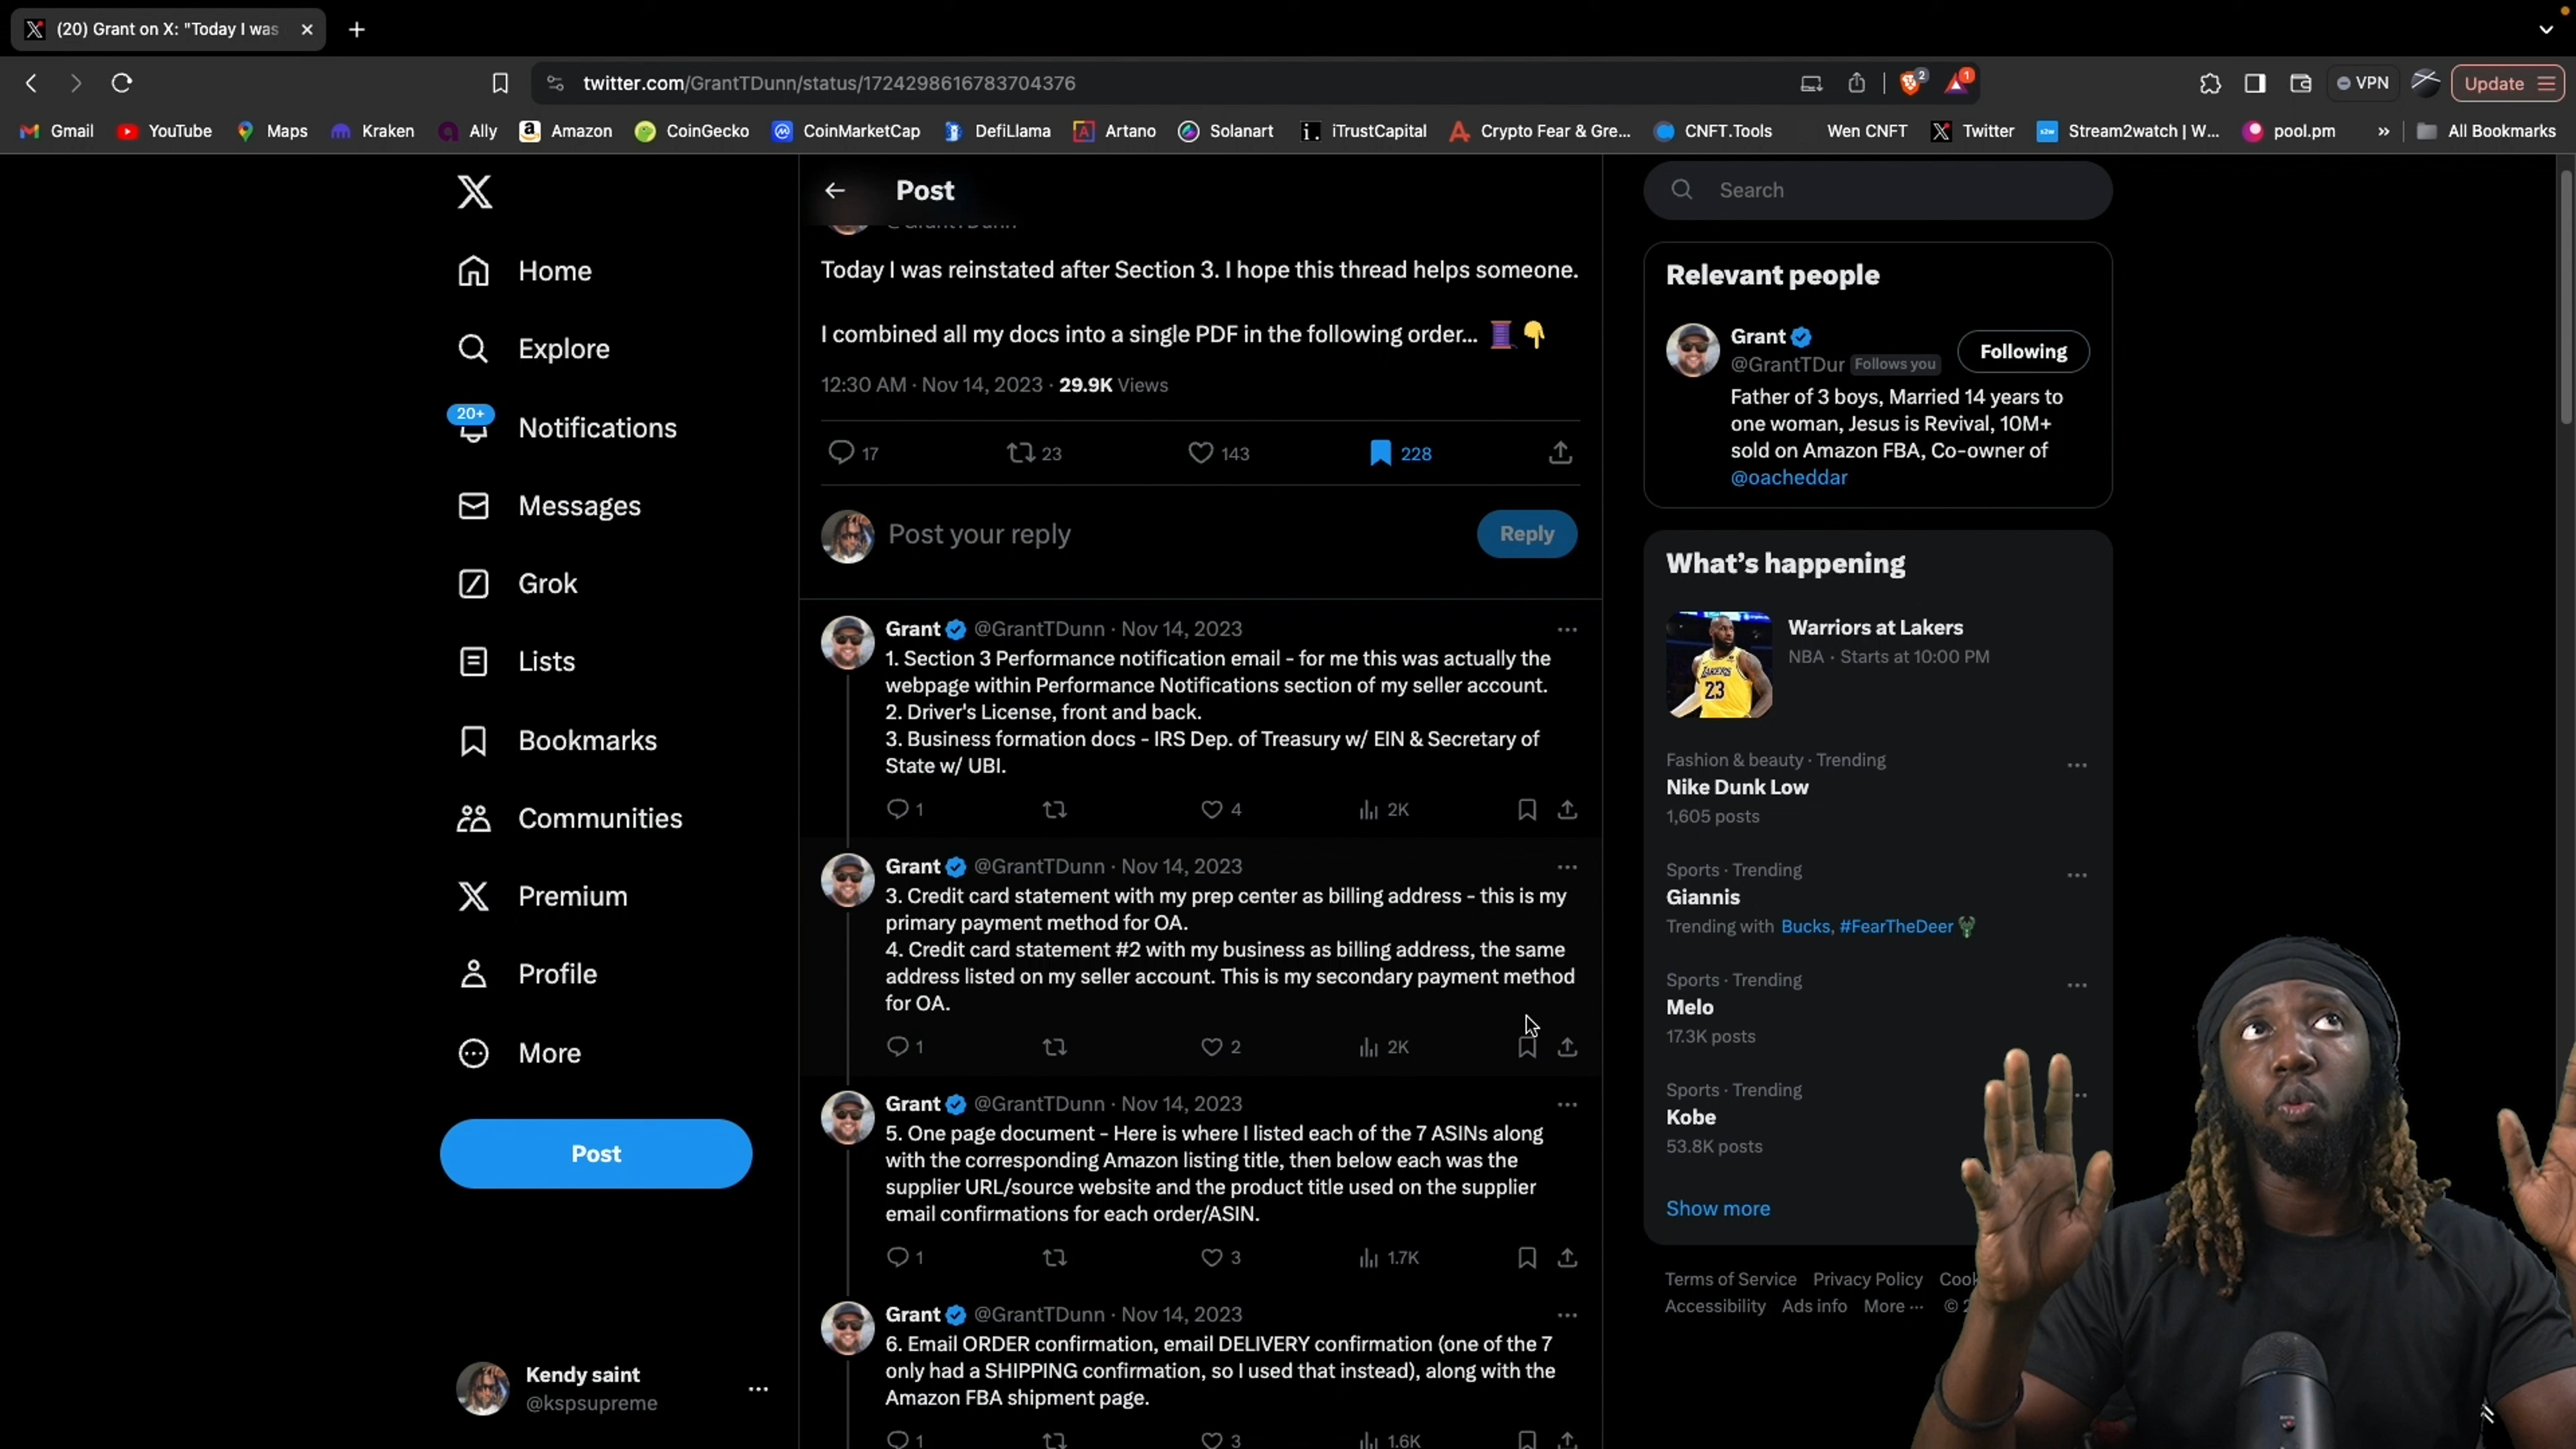 (20) Grant on X: "Today I was
twitter.com/GrantTDunn/status/1724298616783704376
2
1
VPN
Update
Gmail
YouTube
Maps
Kraken
Ally
Amazon
CoinGecko
CoinMarketCap
DefiLlama
Artano
Solanart
iTrustCapital
Crypto Fear & Gre...
CNFT.Tools
Wen CNFT
Twitter
Stream2watch | W...
pool.pm
»
All Bookmarks
Home
Explore
20+
Notifications
Messages
Grok
Lists
Bookmarks
Communities
Premium
Profile
More
Post
Kendy saint
@kspsupreme
Post
Today I was reinstated after Section 3. I hope this thread helps someone.
I combined all my docs into a single PDF in the following order... 🧵👇
12:30 AM · Nov 14, 2023 · 29.9K Views
17 23 143 228
Post your reply
Reply
Grant @GrantTDunn · Nov 14, 2023
1. Section 3 Performance notification email - for me this was actually the
webpage within Performance Notifications section of my seller account.
2. Driver's License, front and back.
3. Business formation docs - IRS Dep. of Treasury w/ EIN & Secretary of
State w/ UBI.
1 4 2K
Grant @GrantTDunn · Nov 14, 2023
3. Credit card statement with my prep center as billing address - this is my
primary payment method for OA.
4. Credit card statement #2 with my business as billing address, the same
address listed on my seller account. This is my secondary payment method
for OA.
1 2 2K
Grant @GrantTDunn · Nov 14, 2023
5. One page document - Here is where I listed each of the 7 ASINs along
with the corresponding Amazon listing title, then below each was the
supplier URL/source website and the product title used on the supplier
email confirmations for each order/ASIN.
1 3 1.7K
Grant @GrantTDunn · Nov 14, 2023
6. Email ORDER confirmation, email DELIVERY confirmation (one of the 7
only had a SHIPPING confirmation, so I used that instead), along with the
Amazon FBA shipment page.
1 3 1.6K
Search
Relevant people
Grant
@GrantTDur Follows you
Following
Father of 3 boys, Married 14 years to
one woman, Jesus is Revival, 10M+
sold on Amazon FBA, Co-owner of
@oacheddar
What's happening
Warriors at Lakers
NBA · Starts at 10:00 PM
LAKERS
23
Fashion & beauty · Trending
Nike Dunk Low
1,605 posts
Sports · Trending
Giannis
Trending with Bucks, #FearTheDeer
Sports · Trending
Melo
17.3K posts
Sports · Trending
Kobe
53.8K posts
Show more
Terms of Service Privacy Policy
Accessibility Ads info More ··· ©